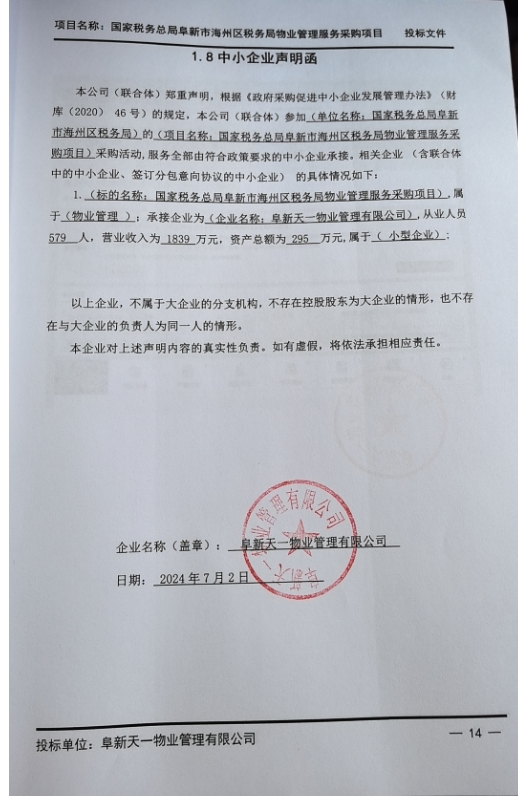 项目名称：国家税务总局阜新市海州区税务局物业管理服务采购项目 投标文件
1.8中小企业声明函
本公司（联合体）郑重声明，根据《政府采购促进中小企业发展管理办法》（财
库（2020） 46 号）的规定，本公司（联合体）参加（单位名称：国家税务总局阜新
市海州区税务局）的（项目名称：国家税务总局阜新市海州区税务局物业管理服务采
购项目）采购活动,服务全部由符合政策要求的中小企业承接。相关企业 （含联合体
中的中小企业、签订分包意向协议的中小企业） 的具体情况如下：
1. （标的名称：国家税务总局阜新市海州区税务局物业管理服务采购项目）,属
于（物业管理 ）；承接企业为（企业名称：阜新天一物业管理有限公司）,从业人员
579 人，营业收入为 1839 万元，资产总额为 295 万元,属于（ 小型企业）;
以上企业，不属于大企业的分支机构，不存在控股股东为大企业的情形，也不存
在与大企业的负责人为同一人的情形。
本企业对上述声明内容的真实性负责。如有虚假，将依法承担相应责任。
阜新天一物业管理有限公司
企业名称（盖章）： 阜新天一物业管理有限公司
日期： 2024 年 7 月 2 日
投标单位：阜新天一物业管理有限公司 — 14 —